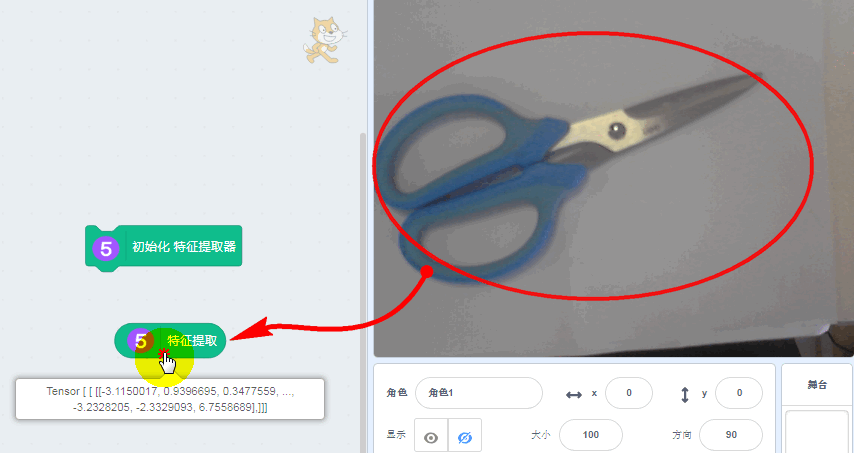 5 初始化 特征提取器
5 特征提取
Tensor [ [ [[-3.1150017, 0.9396695, 0.3477559, ...,
-3.2328205, -2.3329093, 6.7558689],]]]
角色 角色1 x 0 y 0
显示 大小 100 方向 90
舞台